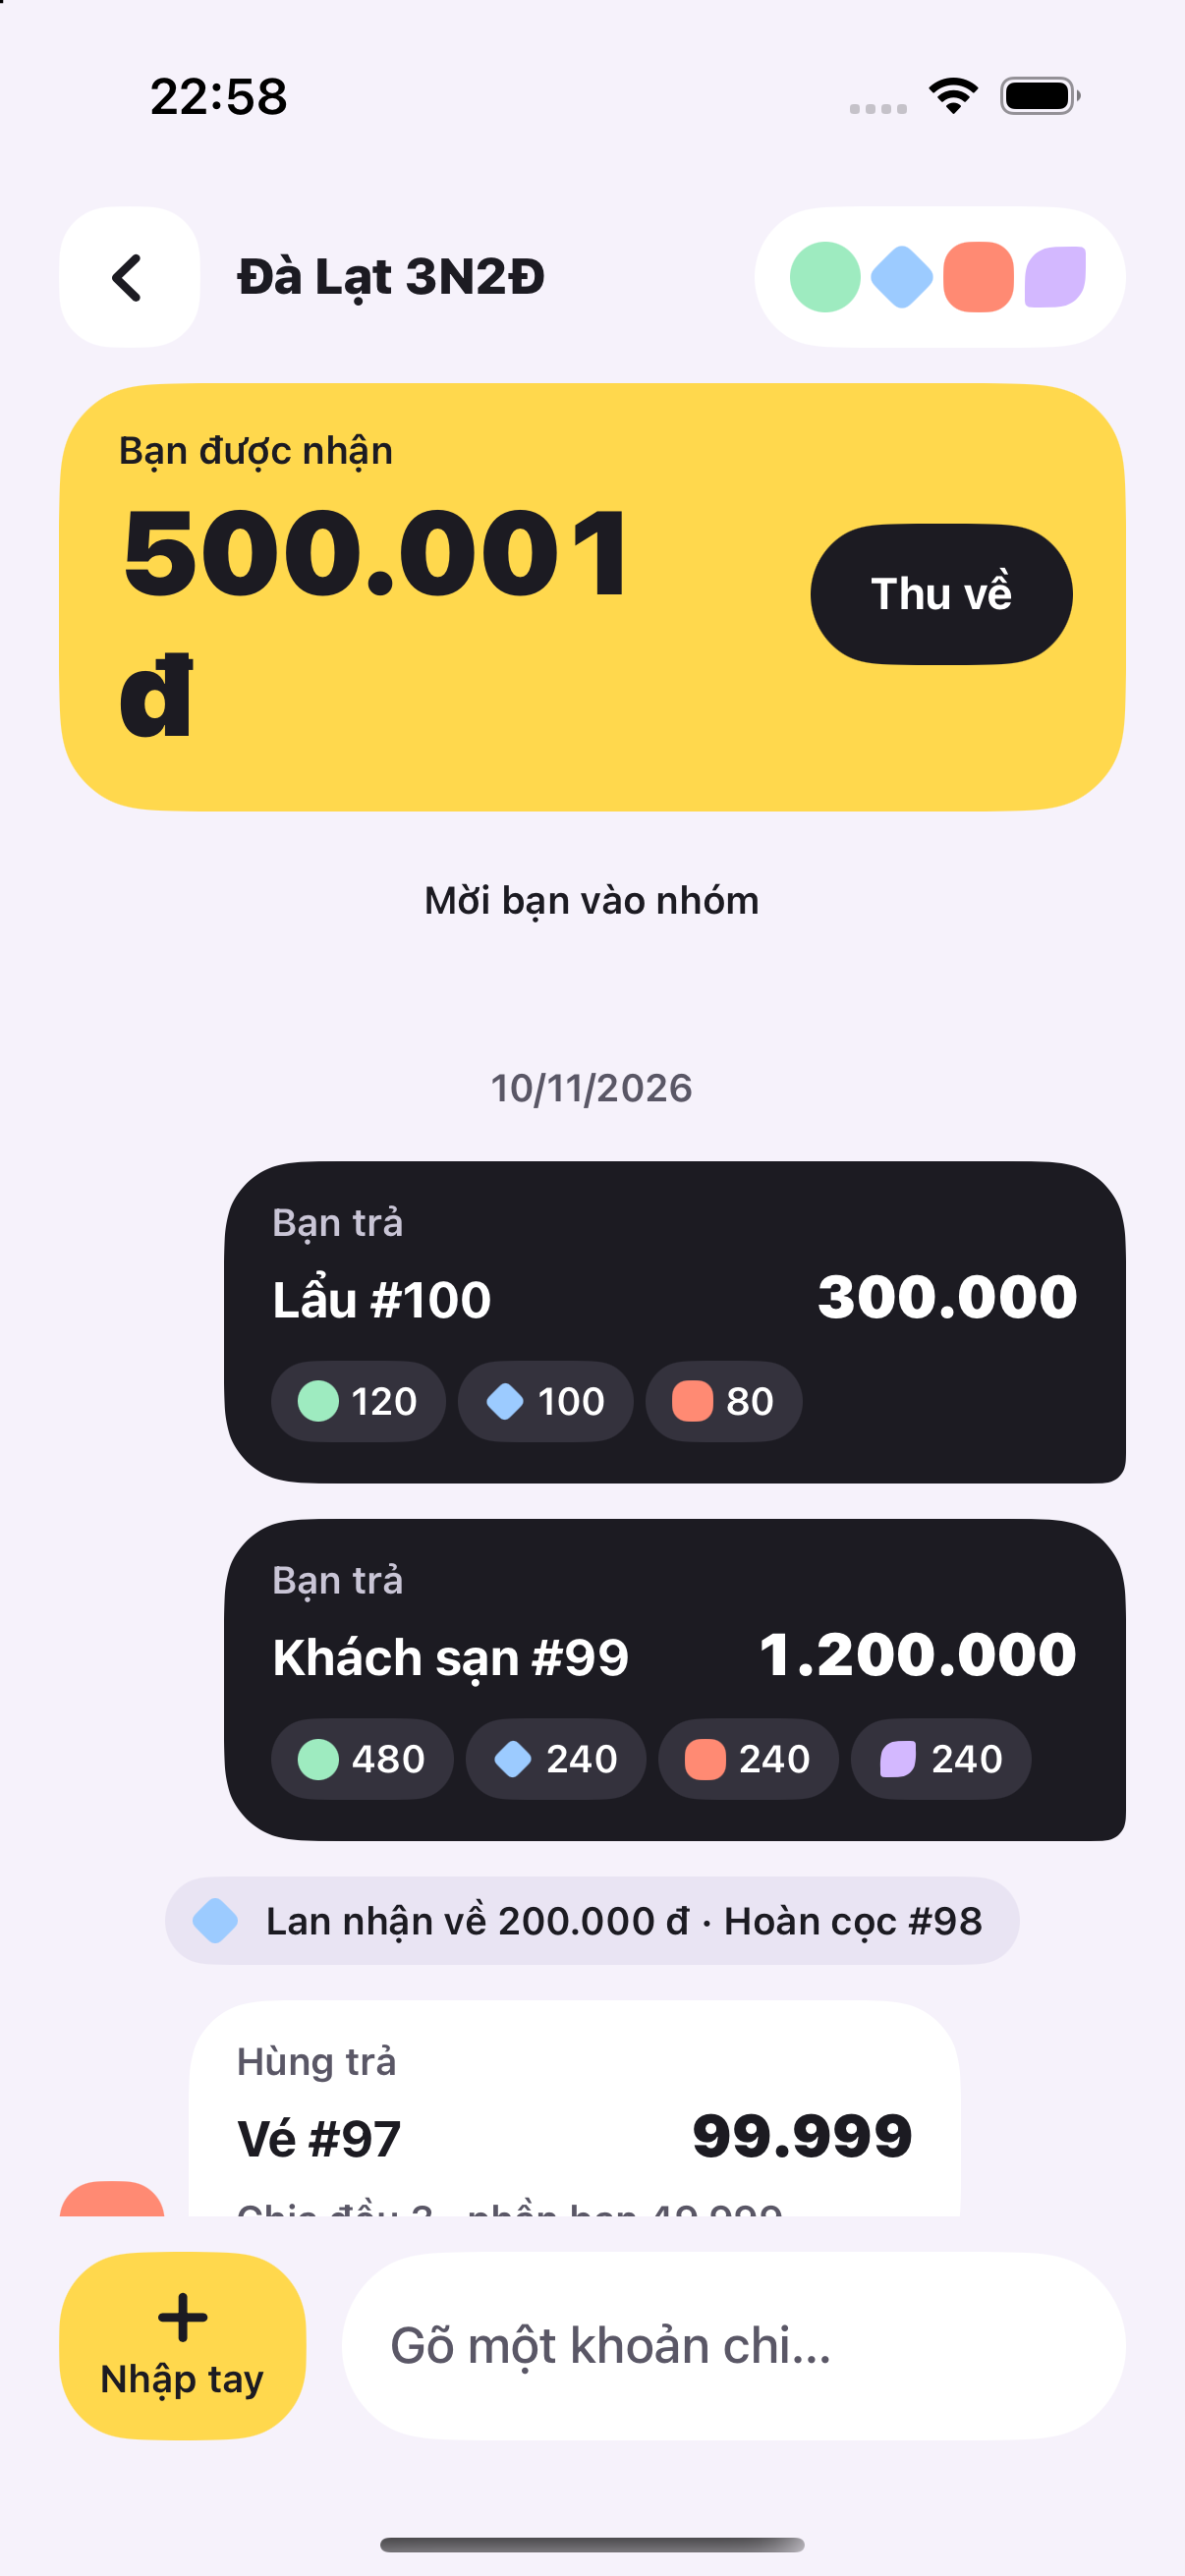 22:58
Đà Lạt 3N2Đ
Bạn được nhận
500.001
đ
Thu về
Mời bạn vào nhóm
10/11/2026
Bạn trả
Lẩu #100 300.000
120 100 80
Bạn trả
Khách sạn #99 1.200.000
480 240 240 240
Lan nhận về 200.000 đ · Hoàn cọc #98
Hùng trả
Vé #97 99.999
+
Nhập tay
Gõ một khoản chi...